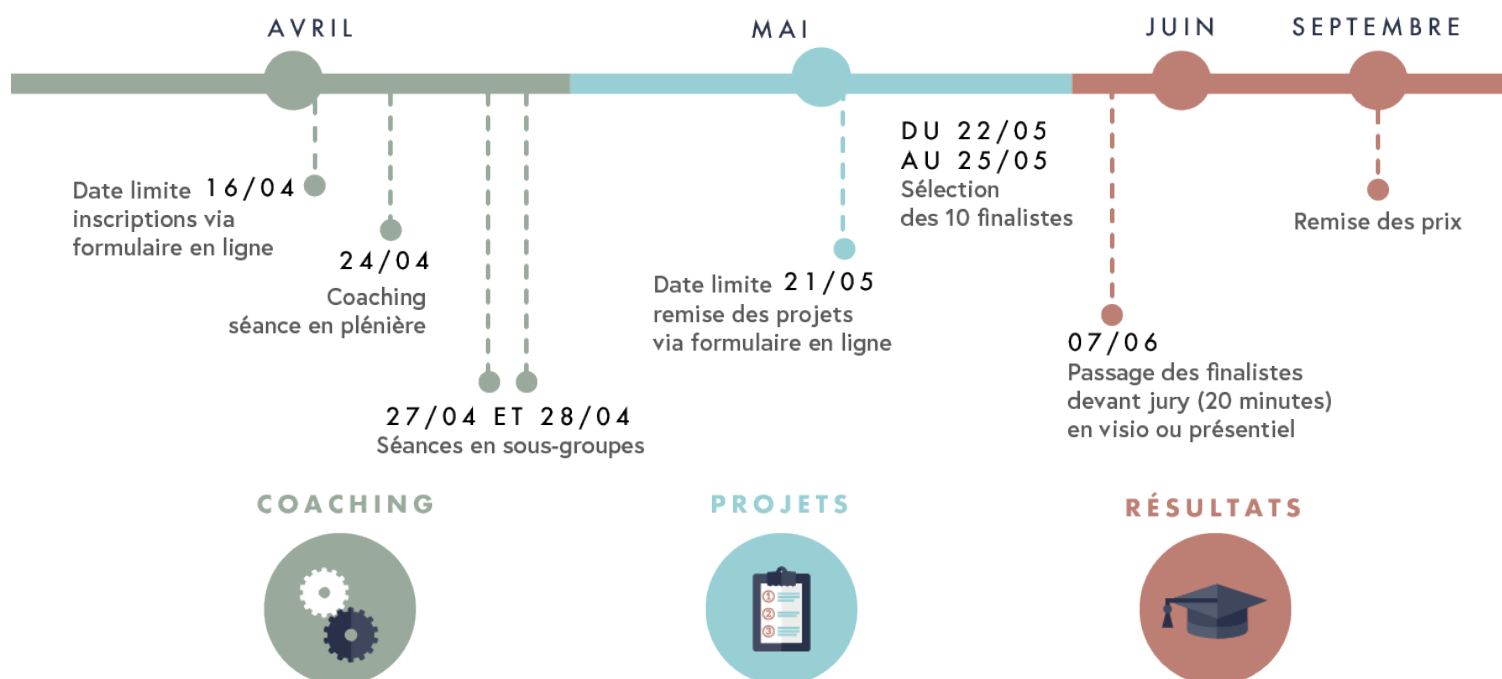 AVRIL
MAI
JUIN
SEPTEMBRE
Date limite 16/04
inscriptions via
formulaire en ligne
24/04
Coaching
séance en plénière
27/04 ET 28/04
Séances en sous-groupes
Date limite 21/05
remise des projets
via formulaire en ligne
DU 22/05
AU 25/05
Sélection
des 10 finalistes
07/06
Passage des finalistes
devant jury (20 minutes)
en visio ou présentiel
Remise des prix
COACHING
PROJETS
RÉSULTATS
1
2
3